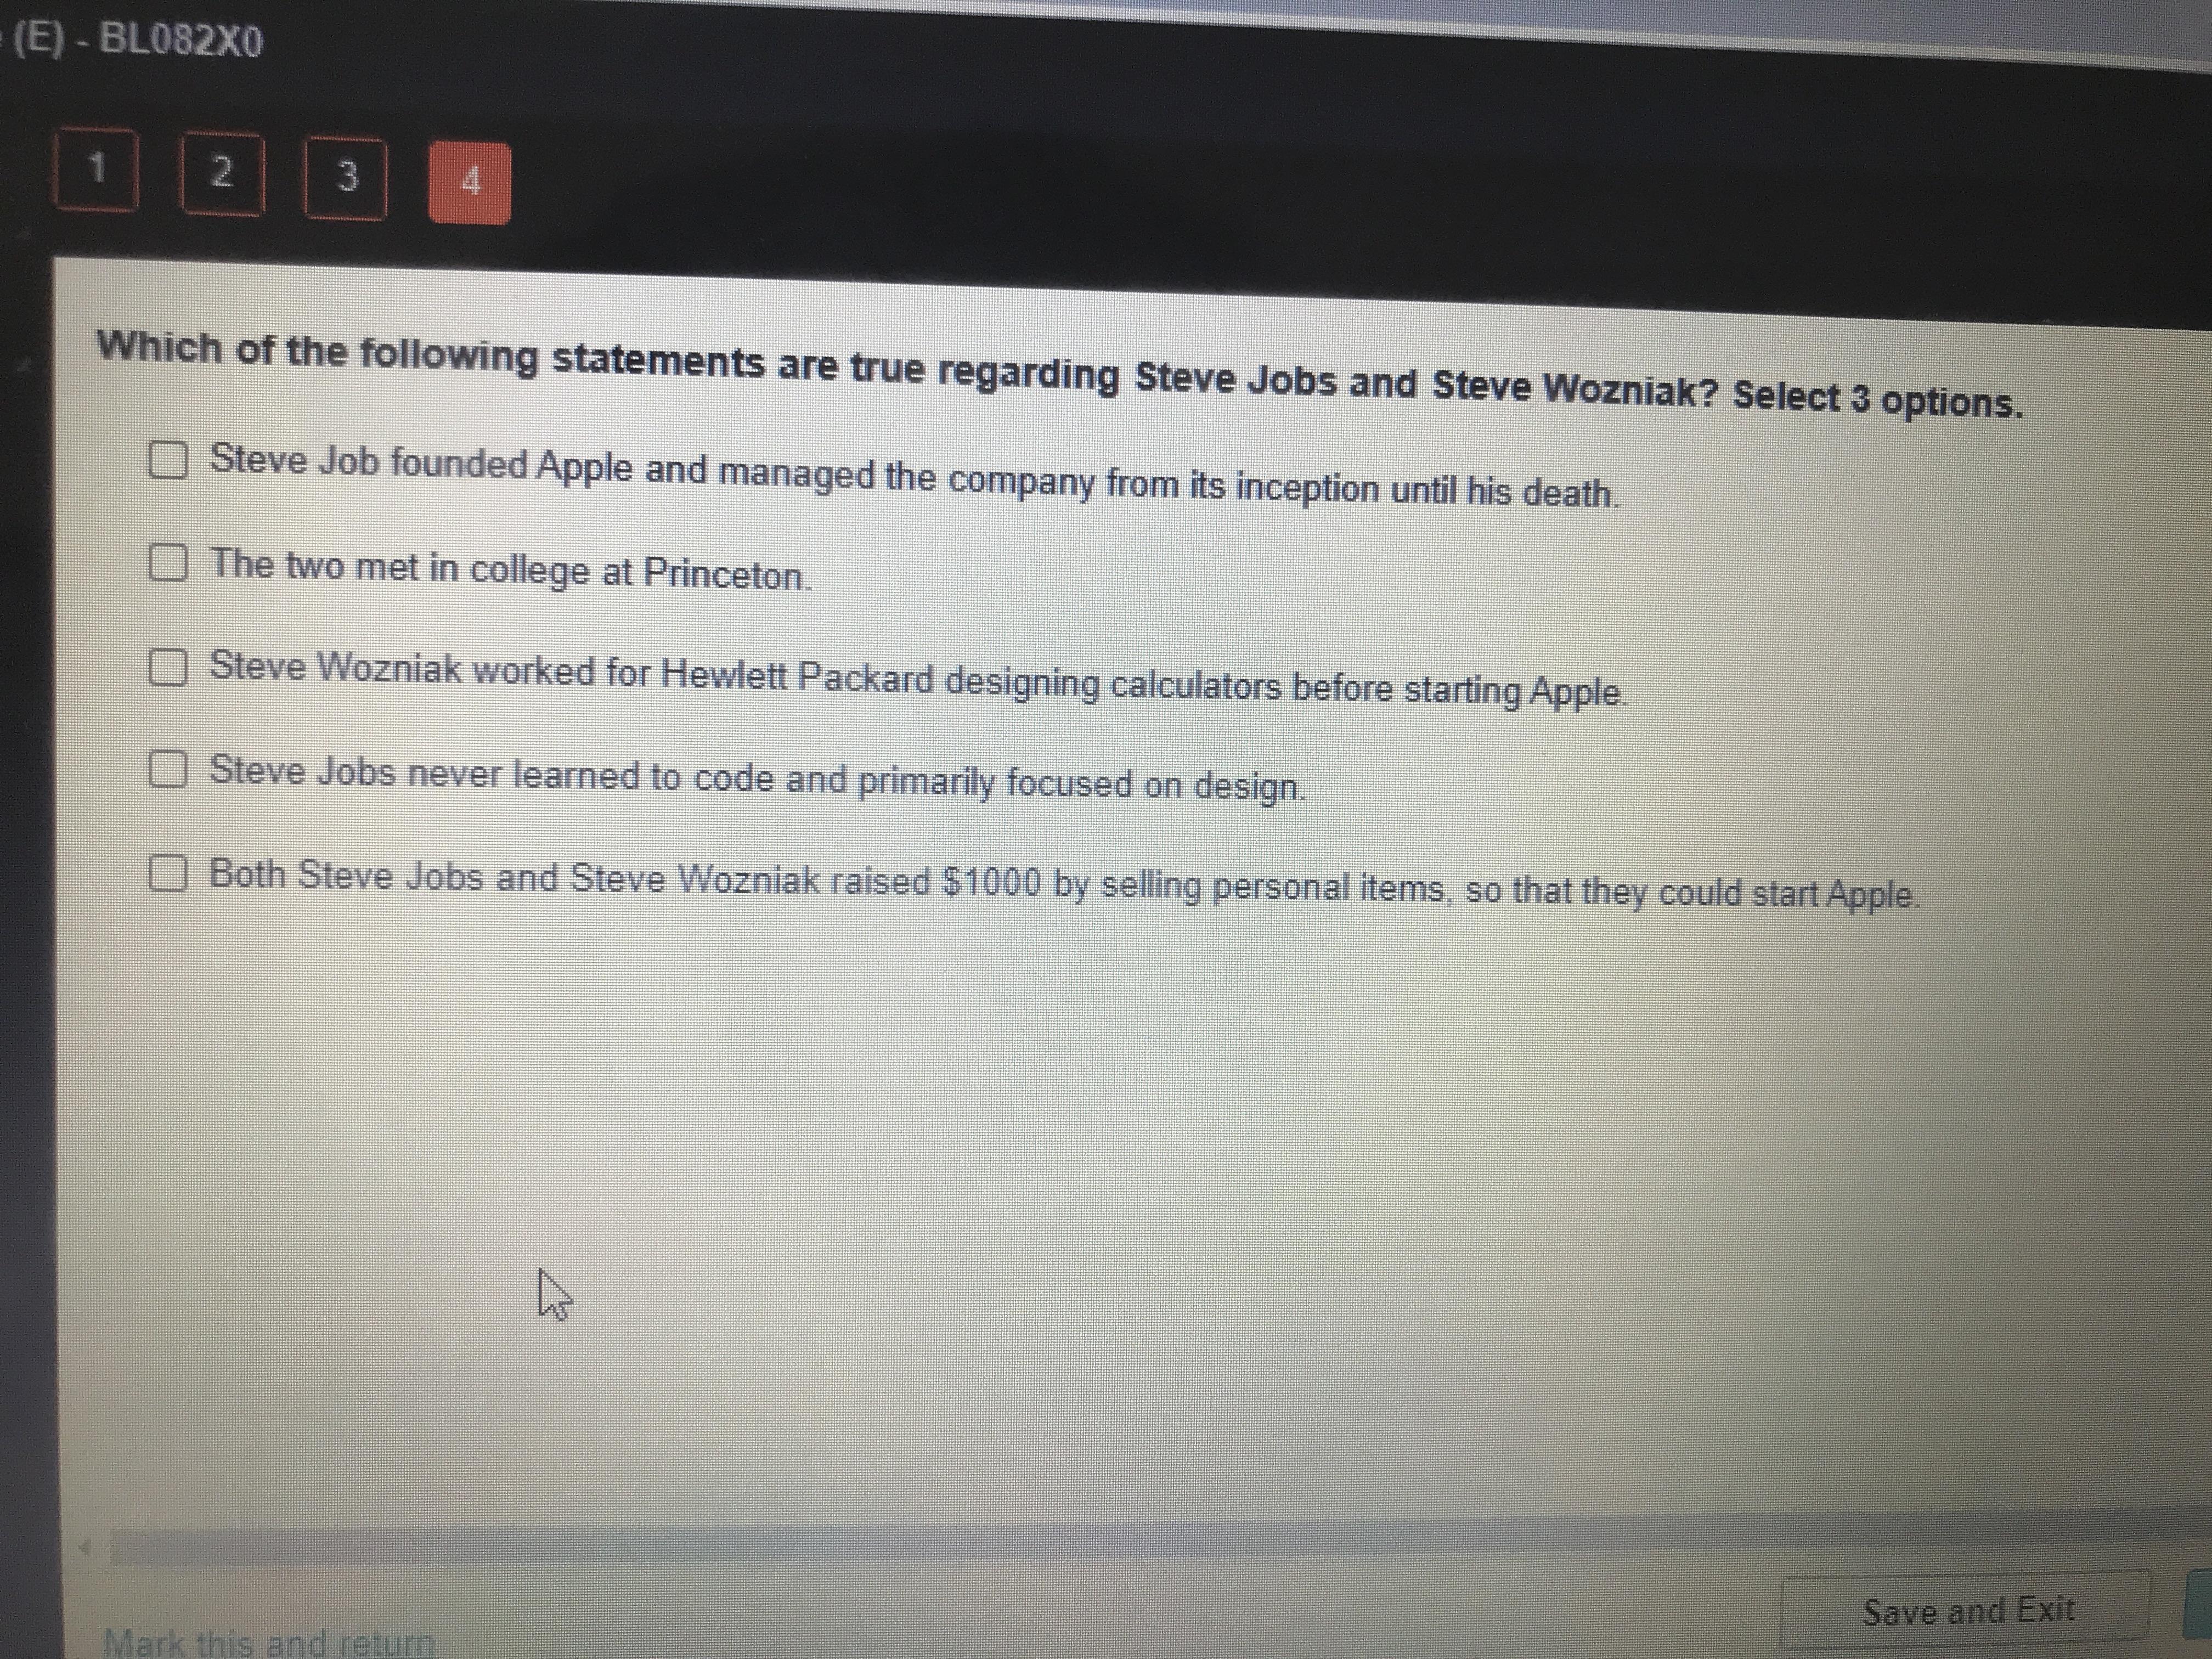 (E) - BL082X0
1 2 3 4
Which of the following statements are true regarding Steve Jobs and Steve Wozniak? Select 3 options.
Steve Job founded Apple and managed the company from its inception until his death.
The two met in college at Princeton.
Steve Wozniak worked for Hewlett Packard designing calculators before starting Apple.
Steve Jobs never learned to code and primarily focused on design.
Both Steve Jobs and Steve Wozniak raised $1000 by selling personal items, so that they could start Apple.
Save and Exit
Mark this and return